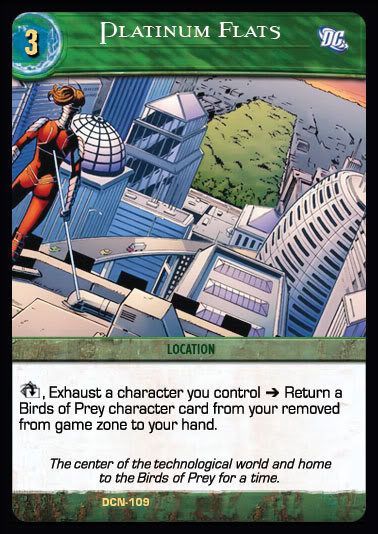 Platinum Flats
3
DC
LOCATION
, Exhaust a character you control ➔ Return a
Birds of Prey character card from your removed
from game zone to your hand.
The center of the technological world and home
to the Birds of Prey for a time.
DCN-109